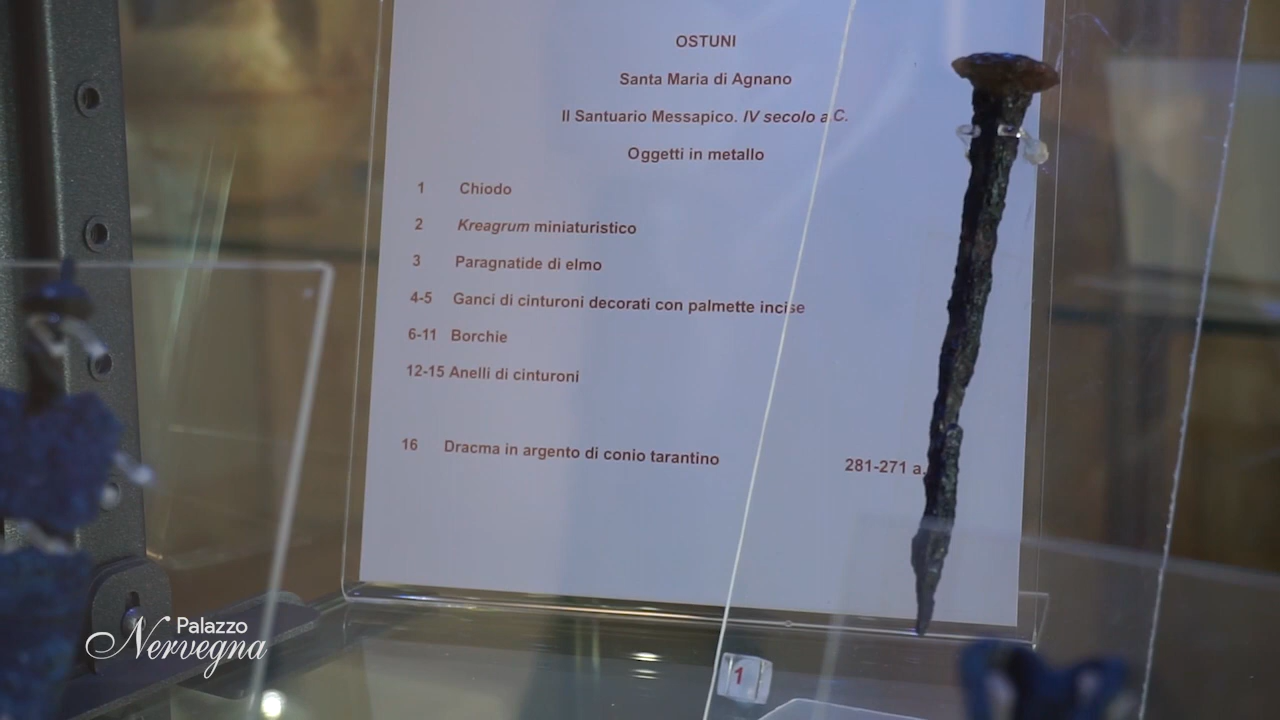 OSTUNI
Santa Maria di Agnano
Il Santuario Messapico. IV secolo a.C.
Oggetti in metallo
1 Chiodo
2 Kreagrum miniaturistico
3 Paragnatide di elmo
4-5 Ganci di cinturoni decorati con palmette incise
6-11 Borchie
12-15 Anelli di cinturoni
16 Dracma in argento di conio tarantino 281-271 a.
1
Palazzo
Nervegna